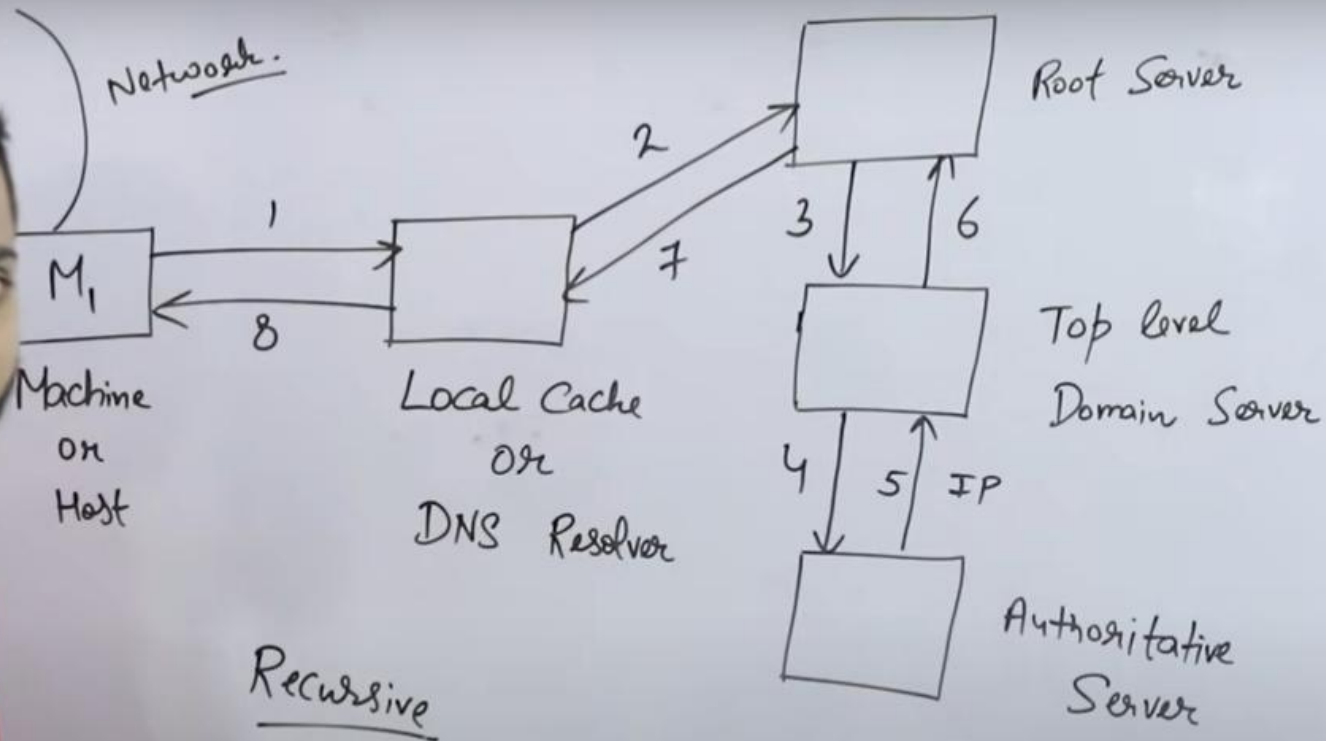 Network.
Root Server
2
1
3
6
7
M1
8
Top level
Domain Server
Machine
or
Host
Local Cache
or
DNS Resolver
4
5 IP
Authoritative
Server
Recursive